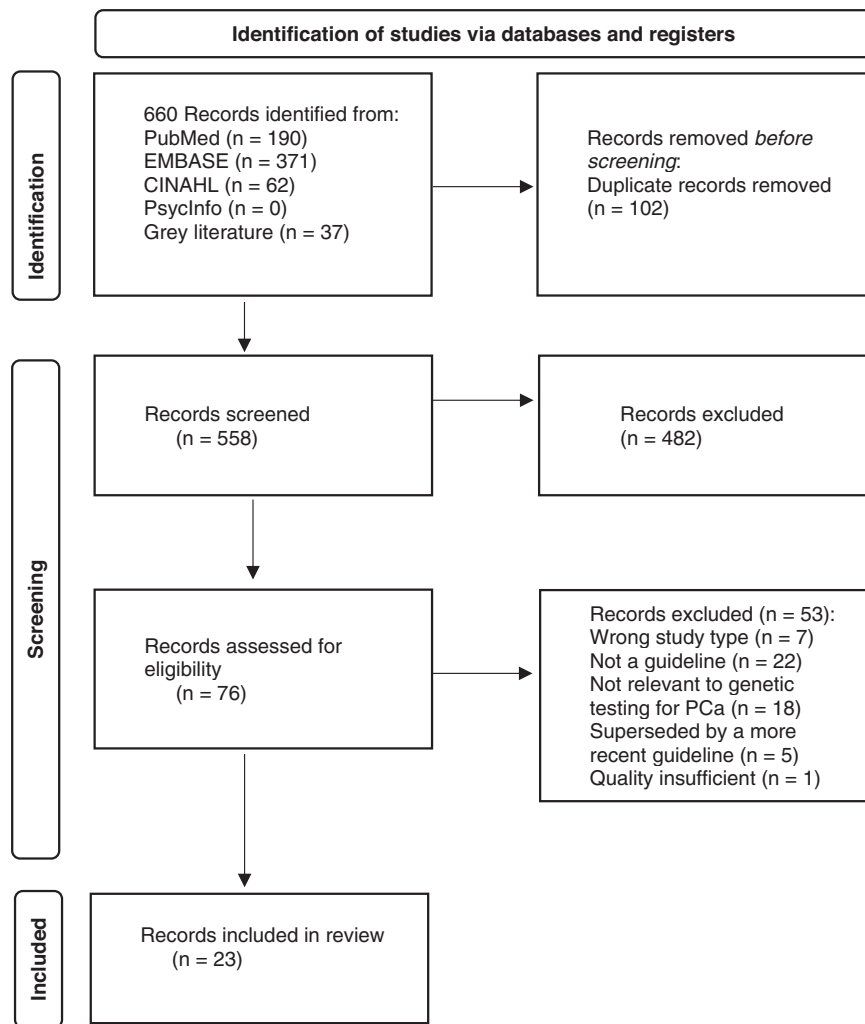 Identification of studies via databases and registers
Identification
660 Records identified from:
PubMed (n = 190)
EMBASE (n = 371)
CINAHL (n = 62)
PsycInfo (n = 0)
Grey literature (n = 37)
Records removed before
screening:
Duplicate records removed
(n = 102)
Screening
Records screened
(n = 558)
Records excluded
(n = 482)
Records assessed for
eligibility
(n = 76)
Records excluded (n = 53):
Wrong study type (n = 7)
Not a guideline (n = 22)
Not relevant to genetic
testing for PCa (n = 18)
Superseded by a more
recent guideline (n = 5)
Quality insufficient (n = 1)
Included
Records included in review
(n = 23)